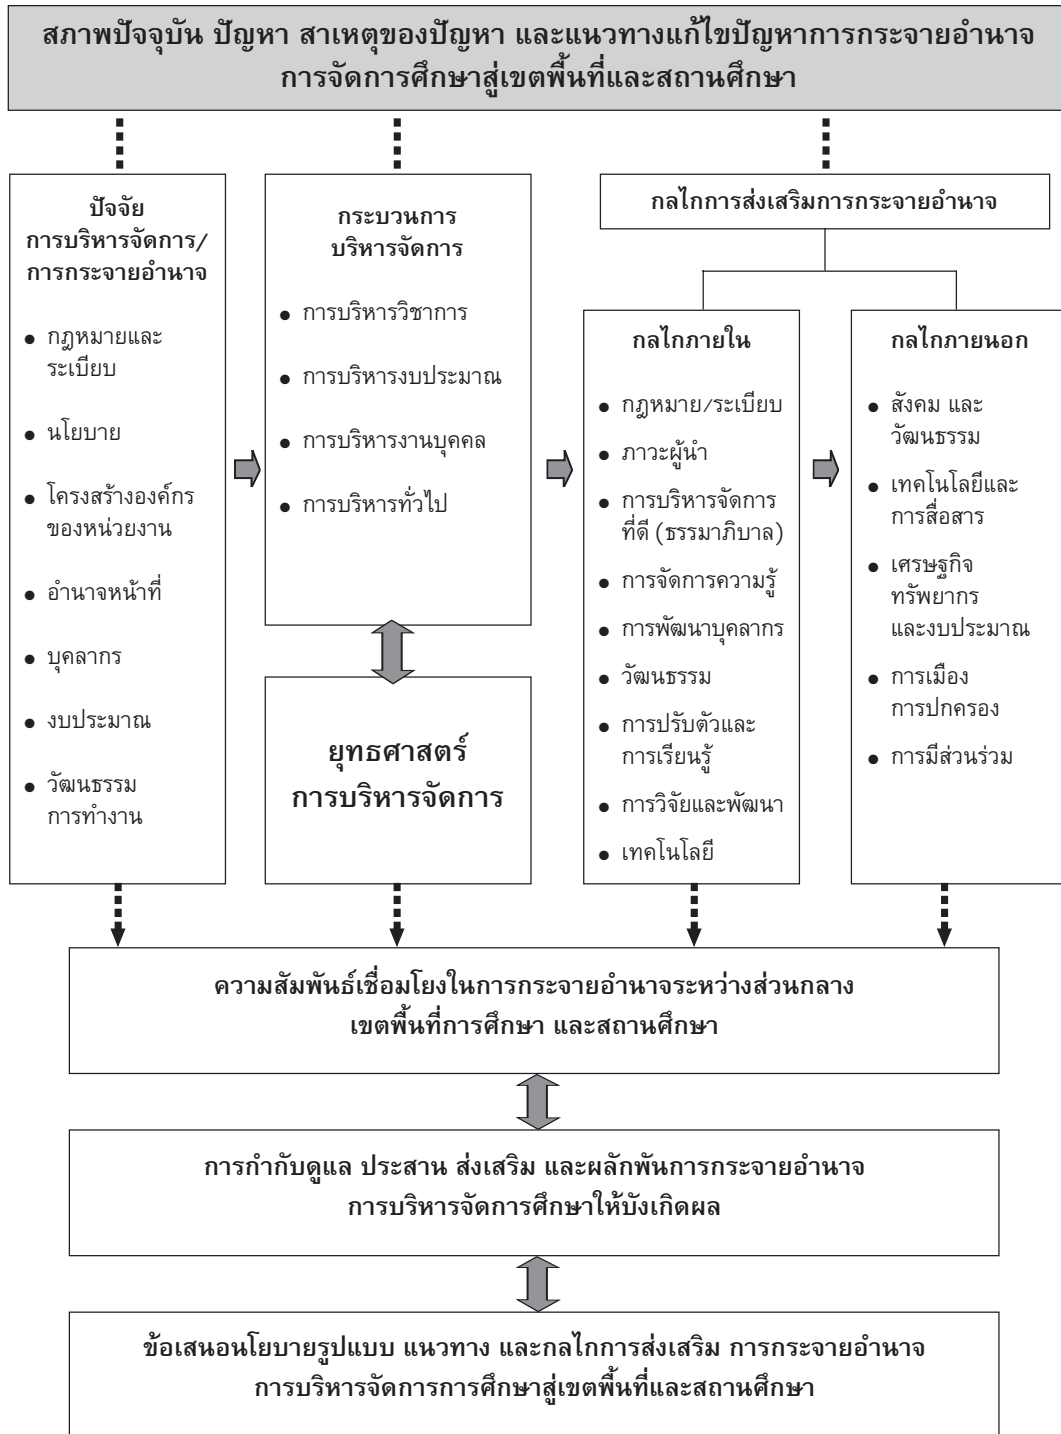 สภาพปัจจุบัน ปัญหา สาเหตุของปัญหา และแนวทางแก้ไขปัญหาการกระจายอำนาจ
การจัดการศึกษาสู่เขตพื้นที่และสถานศึกษา
ปัจจัย
การบริหารจัดการ/
การกระจายอำนาจ
● กฎหมายและ
ระเบียบ
● นโยบาย
● โครงสร้างองค์กร
ของหน่วยงาน
● อำนาจหน้าที่
● บุคลากร
● งบประมาณ
● วัฒนธรรม
การทำงาน
กระบวนการ
บริหารจัดการ
● การบริหารวิชาการ
● การบริหารงบประมาณ
● การบริหารงานบุคคล
● การบริหารทั่วไป
ยุทธศาสตร์
การบริหารจัดการ
กลไกการส่งเสริมการกระจายอำนาจ
กลไกภายใน
● กฎหมาย/ระเบียบ
● ภาวะผู้นำ
● การบริหารจัดการ
ที่ดี (ธรรมาภิบาล)
● การจัดการความรู้
● การพัฒนาบุคลากร
● วัฒนธรรม
● การปรับตัวและ
การเรียนรู้
● การวิจัยและพัฒนา
● เทคโนโลยี
กลไกภายนอก
● สังคม และ
วัฒนธรรม
● เทคโนโลยีและ
การสื่อสาร
● เศรษฐกิจ
ทรัพยากร
และงบประมาณ
● การเมือง
การปกครอง
● การมีส่วนร่วม
ความสัมพันธ์เชื่อมโยงในการกระจายอำนาจระหว่างส่วนกลาง
เขตพื้นที่การศึกษา และสถานศึกษา
การกำกับดูแล ประสาน ส่งเสริม และผลักพันการกระจายอำนาจ
การบริหารจัดการศึกษาให้บังเกิดผล
ข้อเสนอนโยบายรูปแบบ แนวทาง และกลไกการส่งเสริม การกระจายอำนาจ
การบริหารจัดการการศึกษาสู่เขตพื้นที่และสถานศึกษา